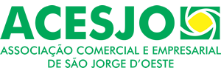 ACESJO
ASSOCIAÇÃO COMERCIAL E EMPRESARIAL
DE SÃO JORGE D'OESTE